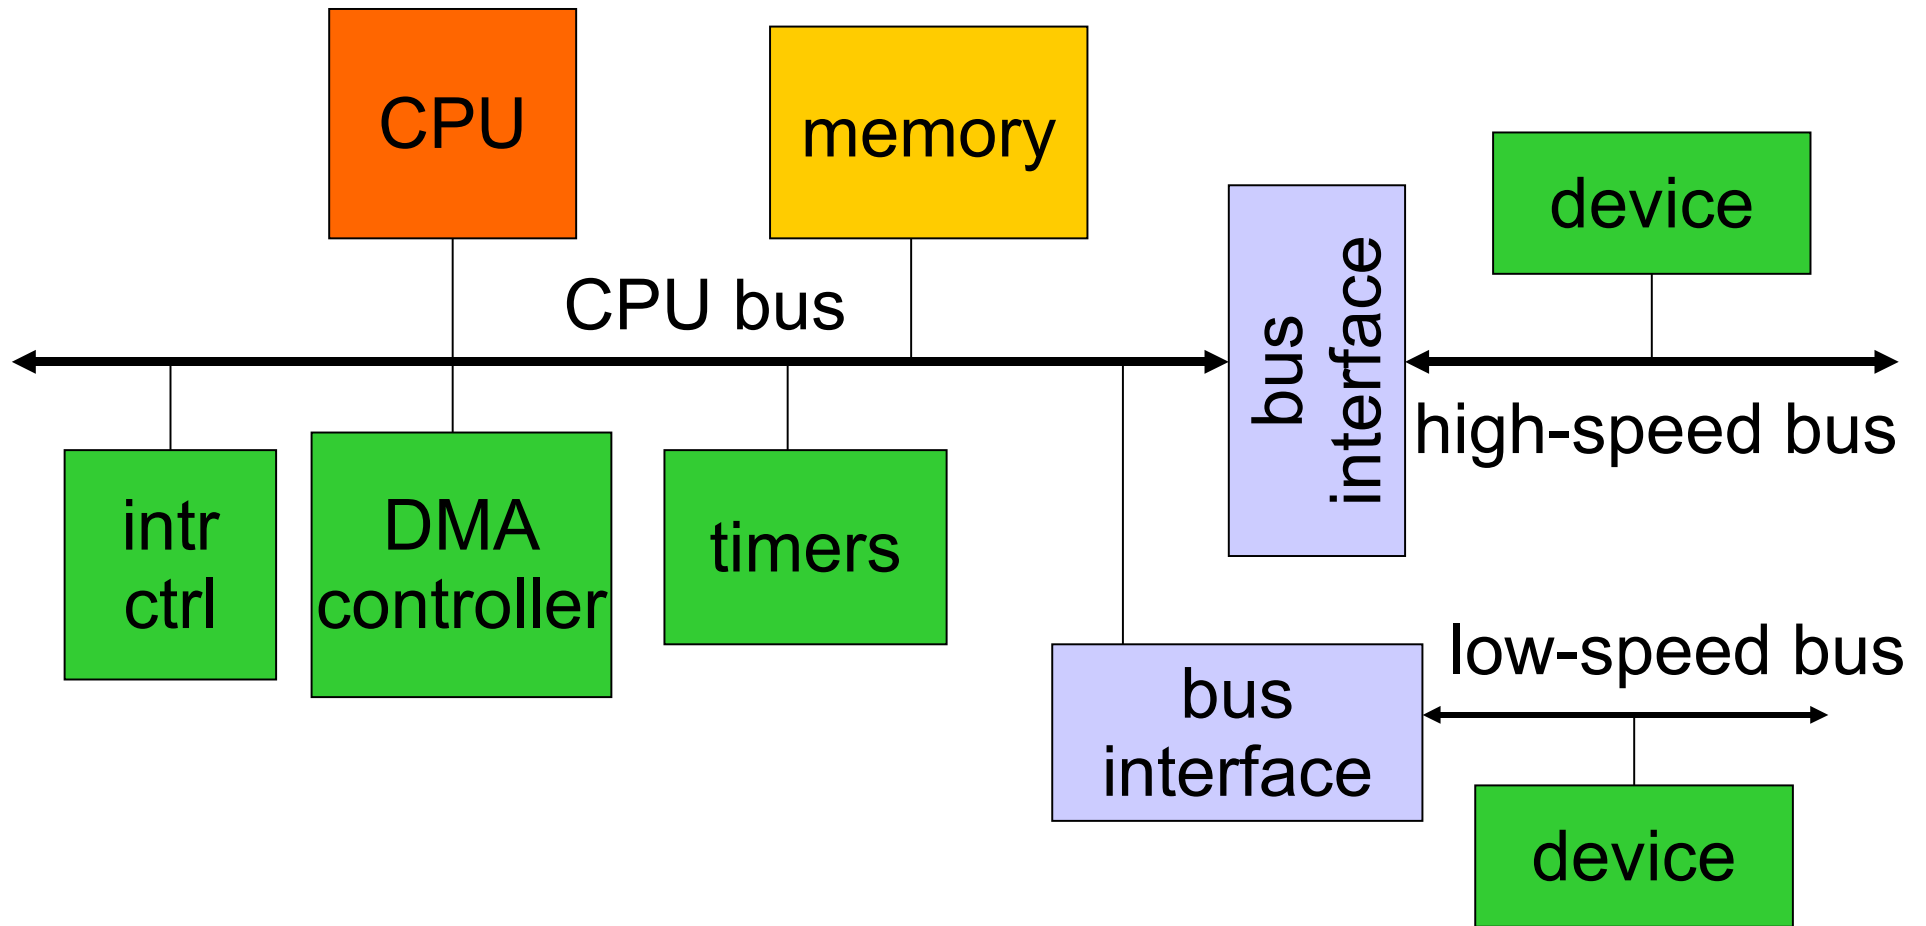 CPU
memory
device
CPU bus
bus
interface
high-speed bus
intr
ctrl
DMA
controller
timers
low-speed bus
bus
interface
device